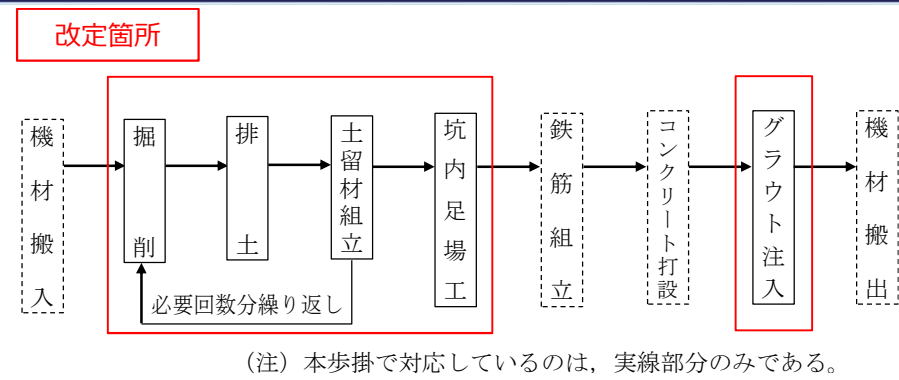 改定箇所
機材搬入
掘削
排土
土留材組立
坑内足場工
鉄筋組立
コンクリート打設
グラウト注入
機材搬出
必要回数分繰り返し
（注）本歩掛で対応しているのは，実線部分のみである。